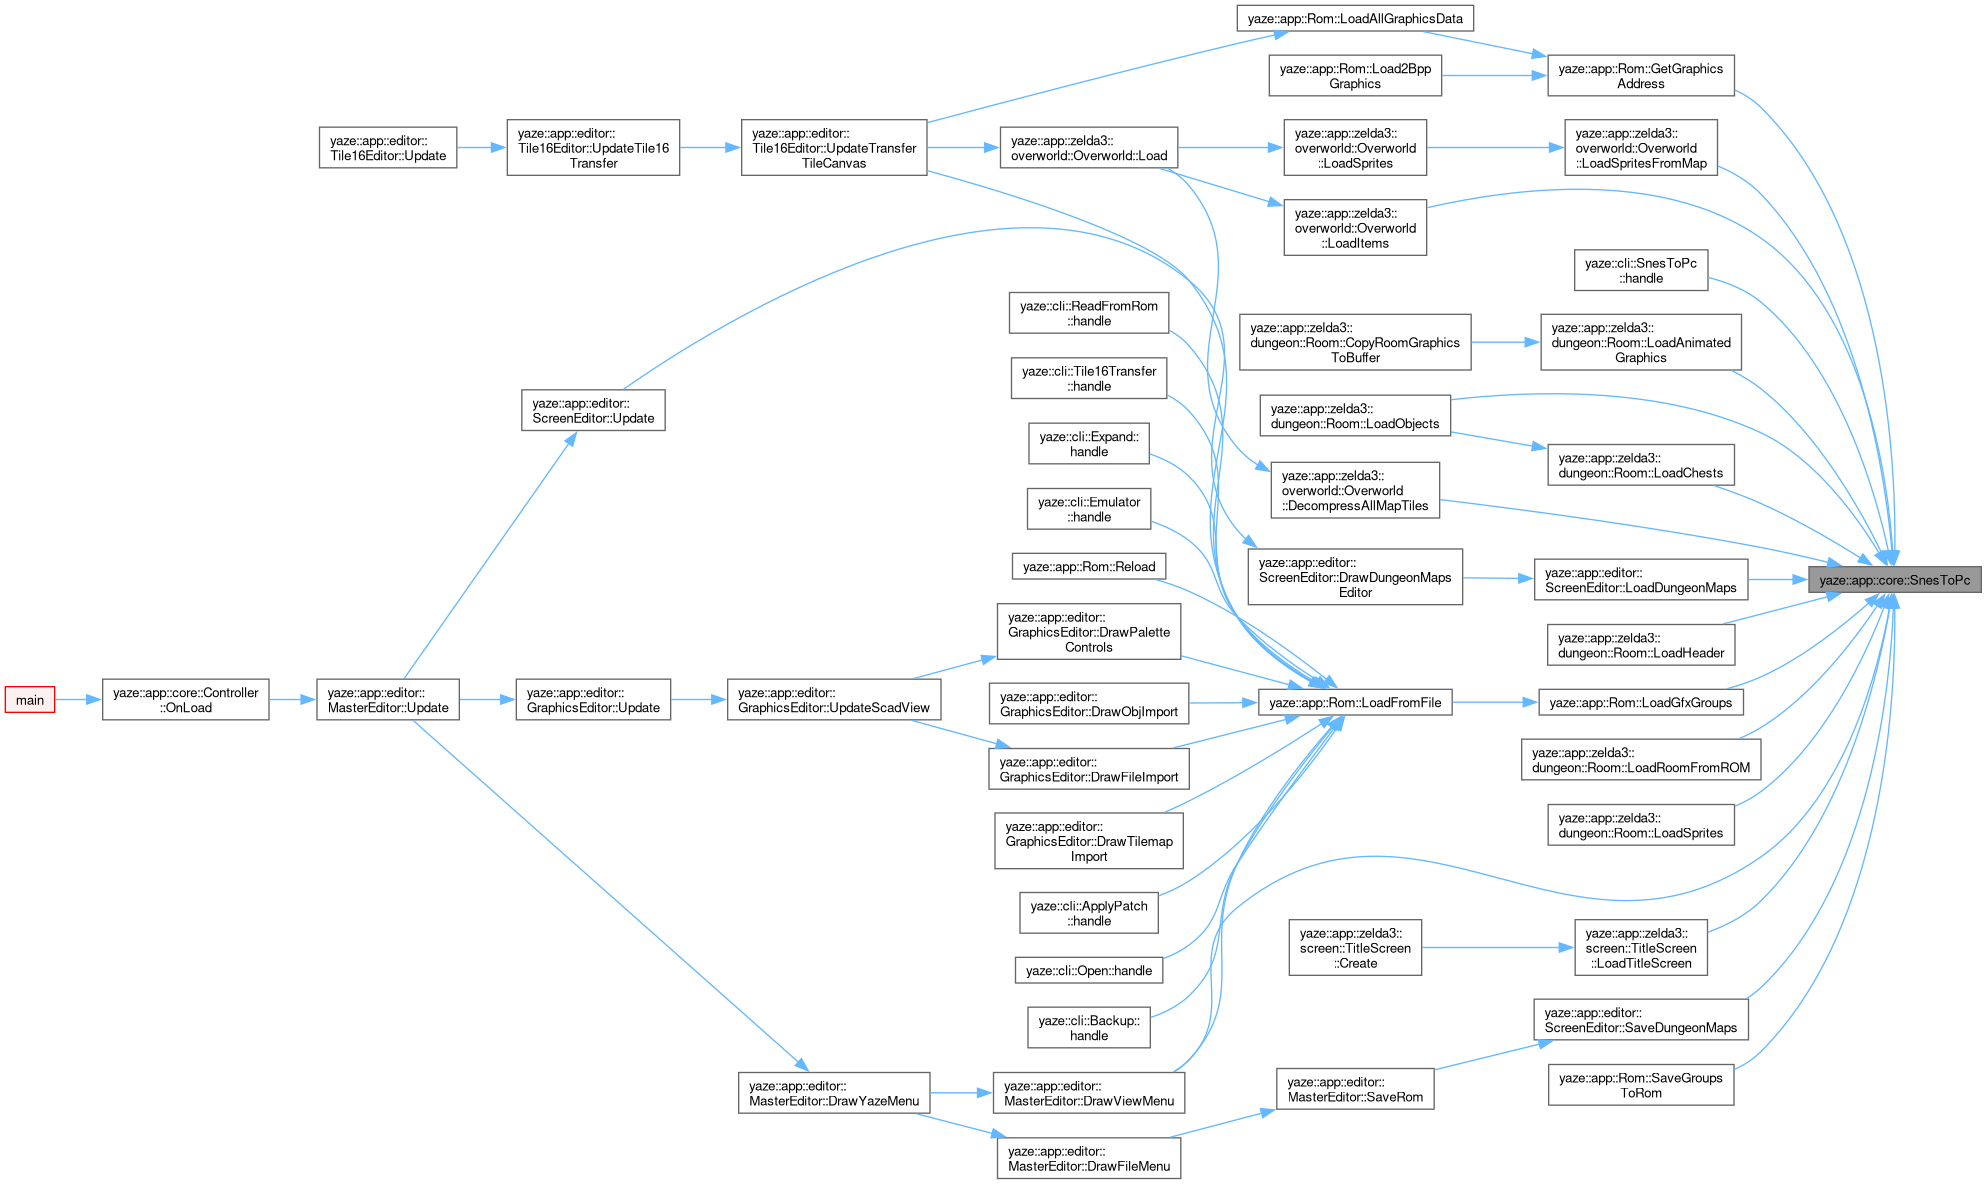 yaze::app::Rom::LoadAllGraphicsData
yaze::app::Rom::Load2Bpp
Graphics
yaze::app::Rom::GetGraphics
Address
yaze::app::editor::
Tile16Editor::Update
yaze::app::editor::
Tile16Editor::UpdateTile16
Transfer
yaze::app::editor::
Tile16Editor::UpdateTransfer
TileCanvas
yaze::app::zelda3::
overworld::Overworld::Load
yaze::app::zelda3::
overworld::Overworld
::LoadSprites
yaze::app::zelda3::
overworld::Overworld
::LoadSpritesFromMap
yaze::app::zelda3::
overworld::Overworld
::LoadItems
yaze::cli::SnesToPc
::handle
yaze::cli::ReadFromRom
::handle
yaze::app::zelda3::
dungeon::Room::CopyRoomGraphics
ToBuffer
yaze::app::zelda3::
dungeon::Room::LoadAnimated
Graphics
yaze::cli::Tile16Transfer
::handle
yaze::app::editor::
ScreenEditor::Update
yaze::app::zelda3::
dungeon::Room::LoadObjects
yaze::cli::Expand::
handle
yaze::app::zelda3::
dungeon::Room::LoadChests
yaze::app::zelda3::
overworld::Overworld
::DecompressAllMapTiles
yaze::cli::Emulator
::handle
yaze::app::Rom::Reload
yaze::app::editor::
ScreenEditor::DrawDungeonMaps
Editor
yaze::app::editor::
ScreenEditor::LoadDungeonMaps
yaze::app::core::SnesToPc
yaze::app::editor::
GraphicsEditor::DrawPalette
Controls
yaze::app::zelda3::
dungeon::Room::LoadHeader
main
yaze::app::core::Controller
::OnLoad
yaze::app::editor::
MasterEditor::Update
yaze::app::editor::
GraphicsEditor::Update
yaze::app::editor::
GraphicsEditor::UpdateScadView
yaze::app::editor::
GraphicsEditor::DrawObjImport
yaze::app::Rom::LoadFromFile
yaze::app::Rom::LoadGfxGroups
yaze::app::editor::
GraphicsEditor::DrawFileImport
yaze::app::zelda3::
dungeon::Room::LoadRoomFromROM
yaze::app::editor::
GraphicsEditor::DrawTilemap
Import
yaze::app::zelda3::
dungeon::Room::LoadSprites
yaze::cli::ApplyPatch
::handle
yaze::app::zelda3::
screen::TitleScreen
::Create
yaze::app::zelda3::
screen::TitleScreen
::LoadTitleScreen
yaze::cli::Open::handle
yaze::cli::Backup::
handle
yaze::app::editor::
ScreenEditor::SaveDungeonMaps
yaze::app::editor::
MasterEditor::DrawYazeMenu
yaze::app::editor::
MasterEditor::DrawViewMenu
yaze::app::editor::
MasterEditor::SaveRom
yaze::app::Rom::SaveGroups
ToRom
yaze::app::editor::
MasterEditor::DrawFileMenu